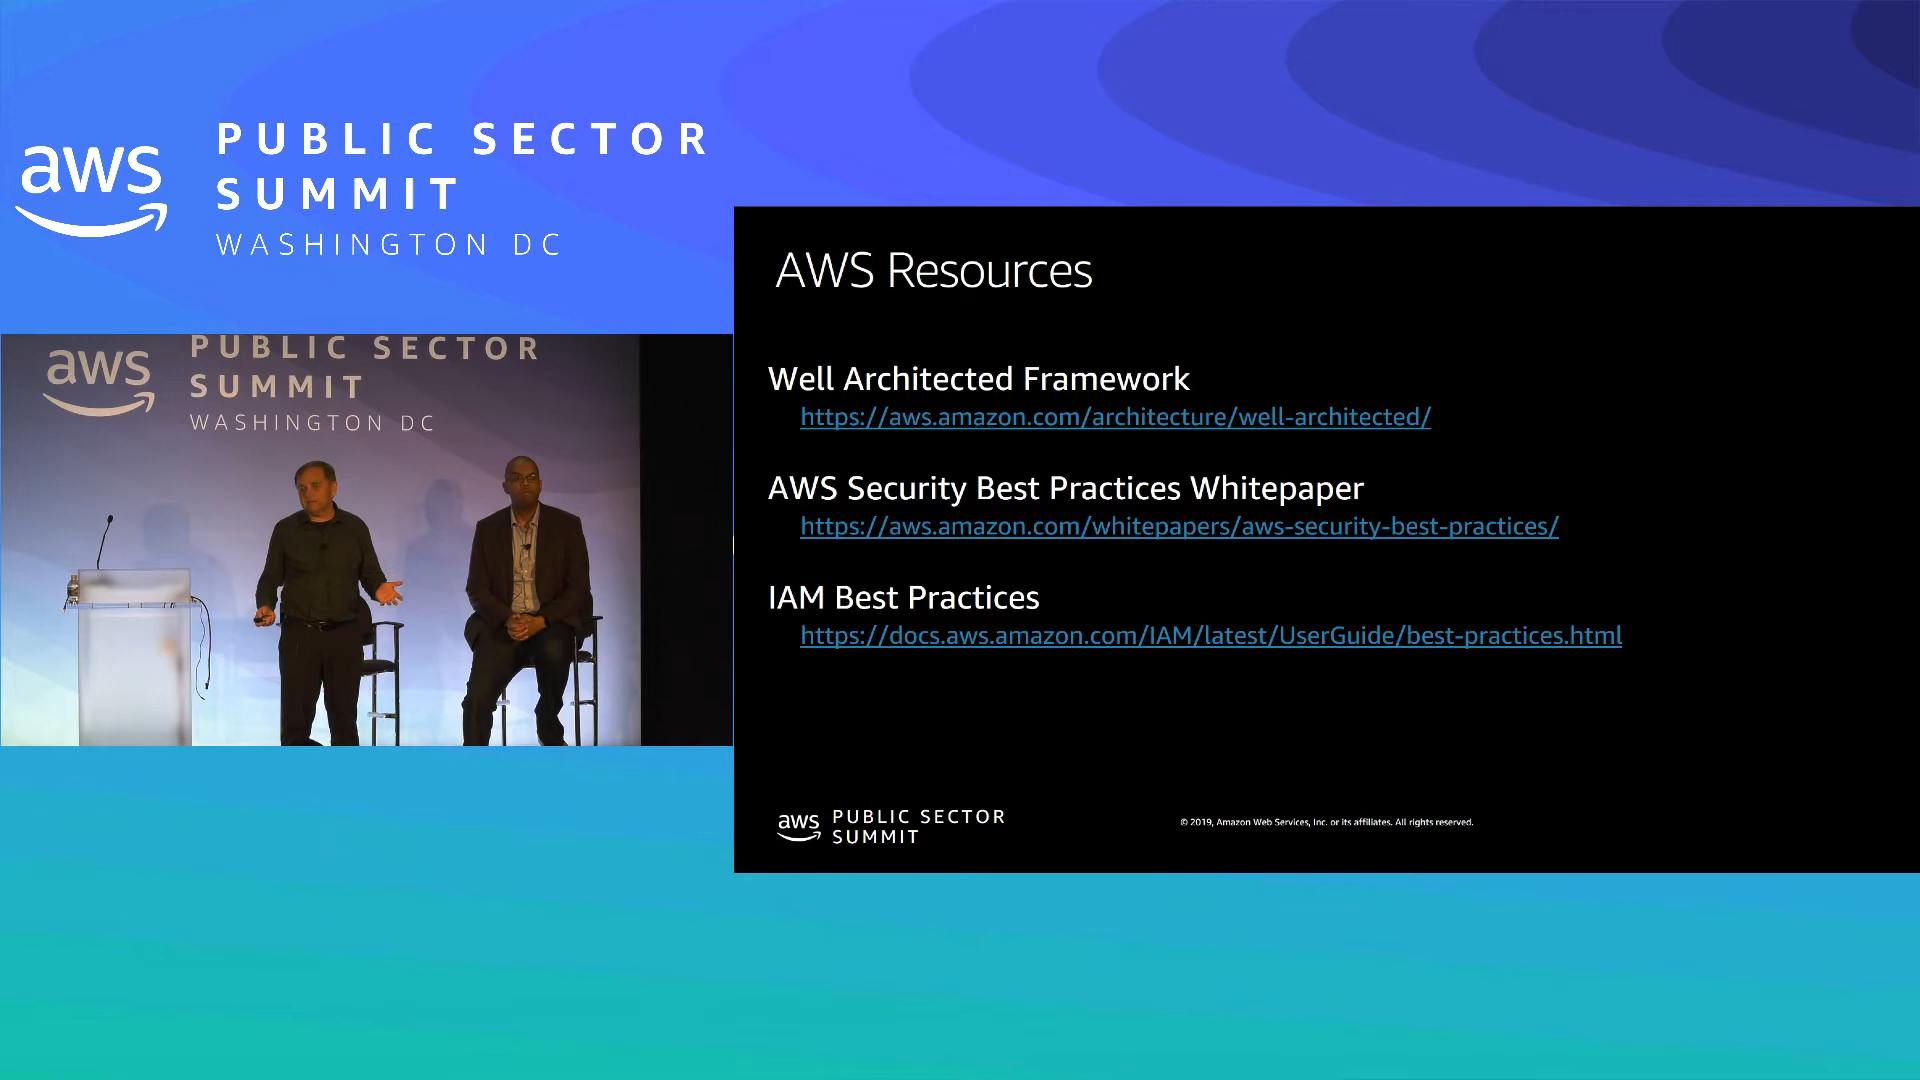 aws
PUBLIC SECTOR
SUMMIT
WASHINGTON DC
aws
PUBLIC SECTOR
SUMMIT
WASHINGTON DC
AWS Resources
Well Architected Framework
https://aws.amazon.com/architecture/well-architected/
AWS Security Best Practices Whitepaper
https://aws.amazon.com/whitepapers/aws-security-best-practices/
IAM Best Practices
https://docs.aws.amazon.com/IAM/latest/UserGuide/best-practices.html
aws
PUBLIC SECTOR
SUMMIT
© 2019, Amazon Web Services, Inc. or its affiliates. All rights reserved.